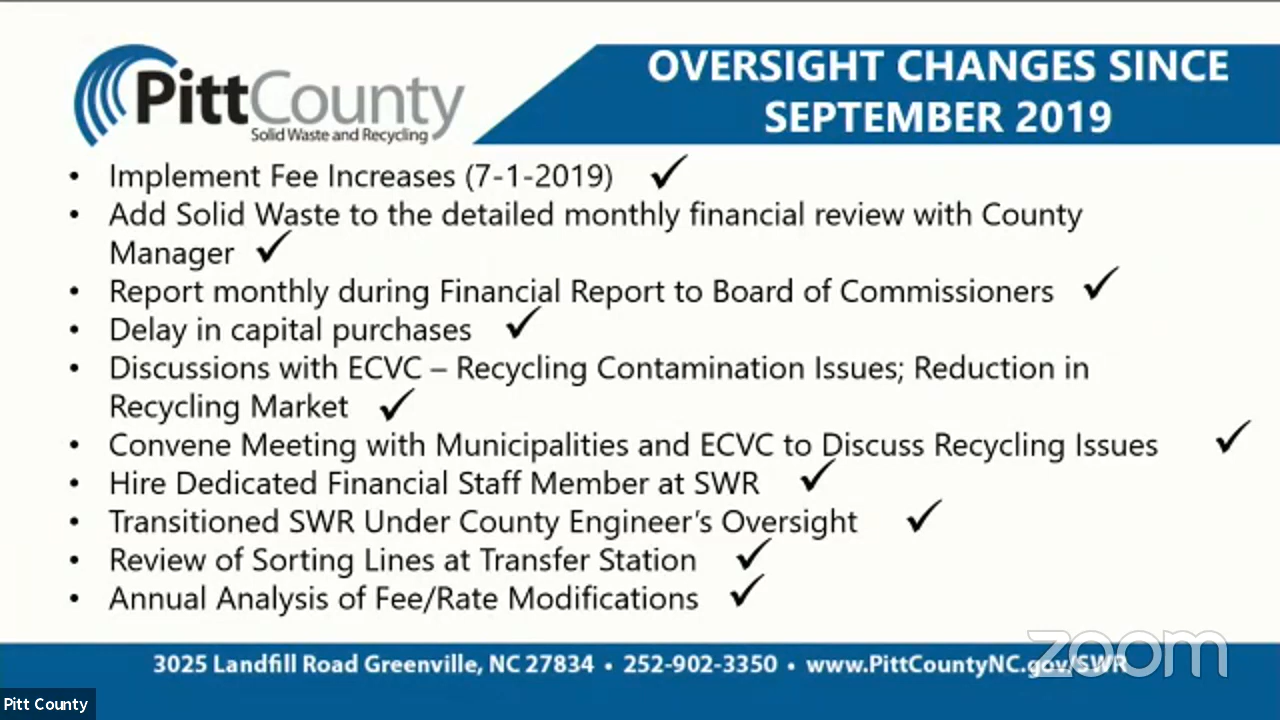 PittCounty
Solid Waste and Recycling
OVERSIGHT CHANGES SINCE
SEPTEMBER 2019
• Implement Fee Increases (7-1-2019) ✓
• Add Solid Waste to the detailed monthly financial review with County
Manager ✓
• Report monthly during Financial Report to Board of Commissioners ✓
• Delay in capital purchases ✓
• Discussions with ECVC – Recycling Contamination Issues; Reduction in
Recycling Market ✓
• Convene Meeting with Municipalities and ECVC to Discuss Recycling Issues ✓
• Hire Dedicated Financial Staff Member at SWR ✓
• Transitioned SWR Under County Engineer's Oversight ✓
• Review of Sorting Lines at Transfer Station ✓
• Annual Analysis of Fee/Rate Modifications ✓
3025 Landfill Road Greenville, NC 27834 • 252-902-3350 • www.PittCountyNC.gov/SWR
zoom
Pitt County